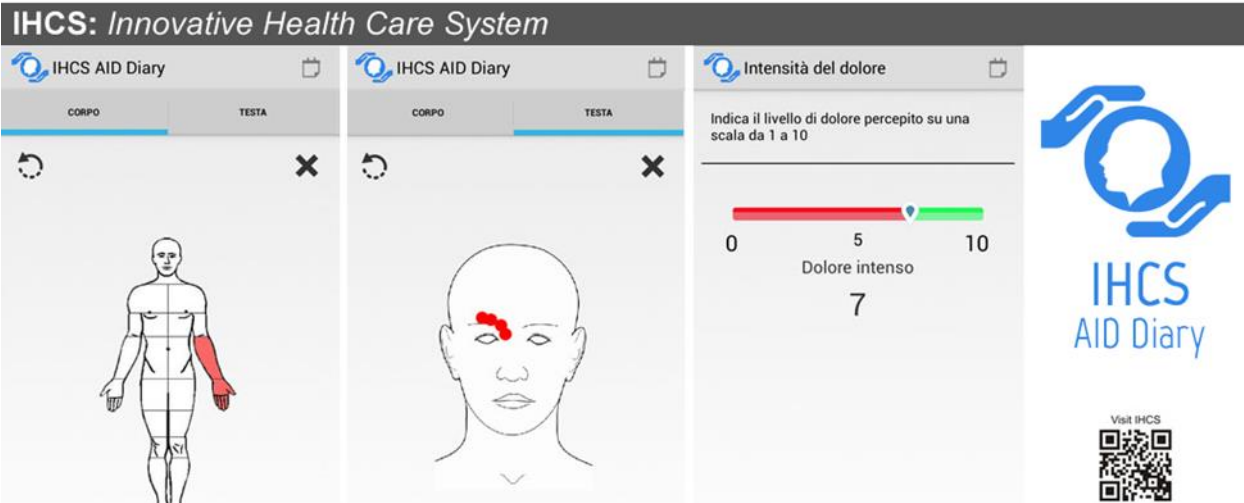 IHCS: Innovative Health Care System
IHCS AID Diary
CORPO TESTA
IHCS AID Diary
CORPO TESTA
Intensità del dolore
Indica il livello di dolore percepito su una
scala da 1 a 10
0 5 10
Dolore intenso
7
IHCS
AID Diary
Visit IHCS